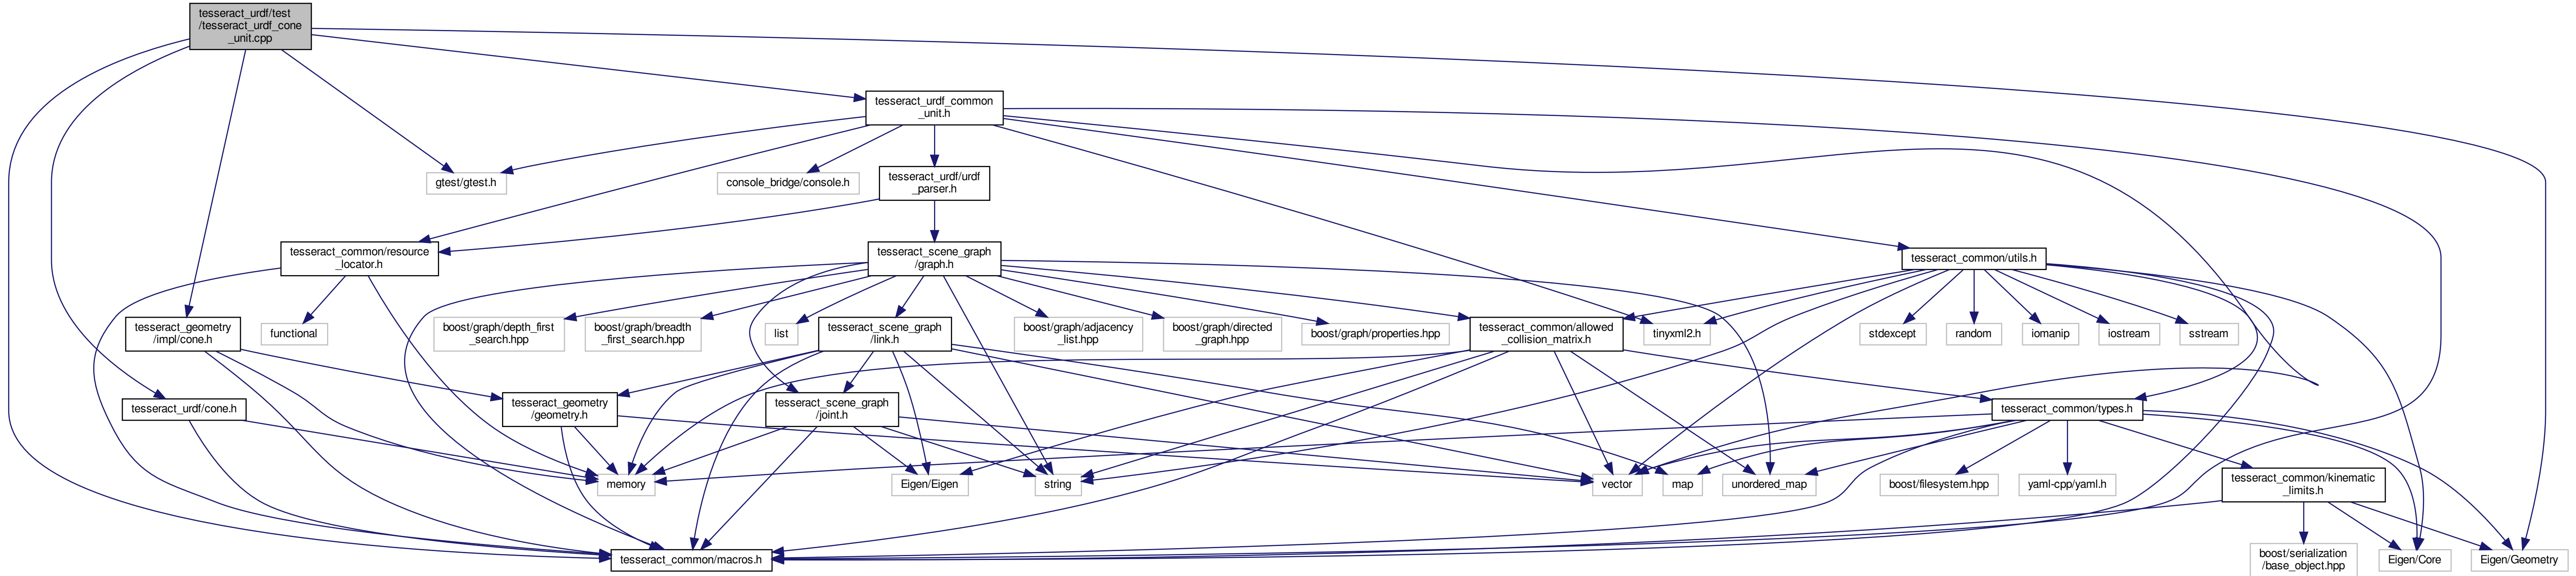 tesseract_urdf/test
/tesseract_urdf_cone
_unit.cpp
tesseract_urdf_common
_unit.h
gtest/gtest.h
console_bridge/console.h
tesseract_urdf/urdf
_parser.h
tesseract_common/resource
_locator.h
tesseract_scene_graph
/graph.h
tesseract_common/utils.h
tesseract_geometry
/impl/cone.h
functional
boost/graph/depth_first
_search.hpp
boost/graph/breadth
_first_search.hpp
list
tesseract_scene_graph
/link.h
boost/graph/adjacency
_list.hpp
boost/graph/directed
_graph.hpp
boost/graph/properties.hpp
tesseract_common/allowed
_collision_matrix.h
tinyxml2.h
stdexcept
random
iomanip
iostream
sstream
tesseract_urdf/cone.h
tesseract_geometry
/geometry.h
tesseract_scene_graph
/joint.h
tesseract_common/types.h
memory
Eigen/Eigen
string
vector
map
unordered_map
boost/filesystem.hpp
yaml-cpp/yaml.h
tesseract_common/kinematic
_limits.h
tesseract_common/macros.h
boost/serialization
/base_object.hpp
Eigen/Core
Eigen/Geometry